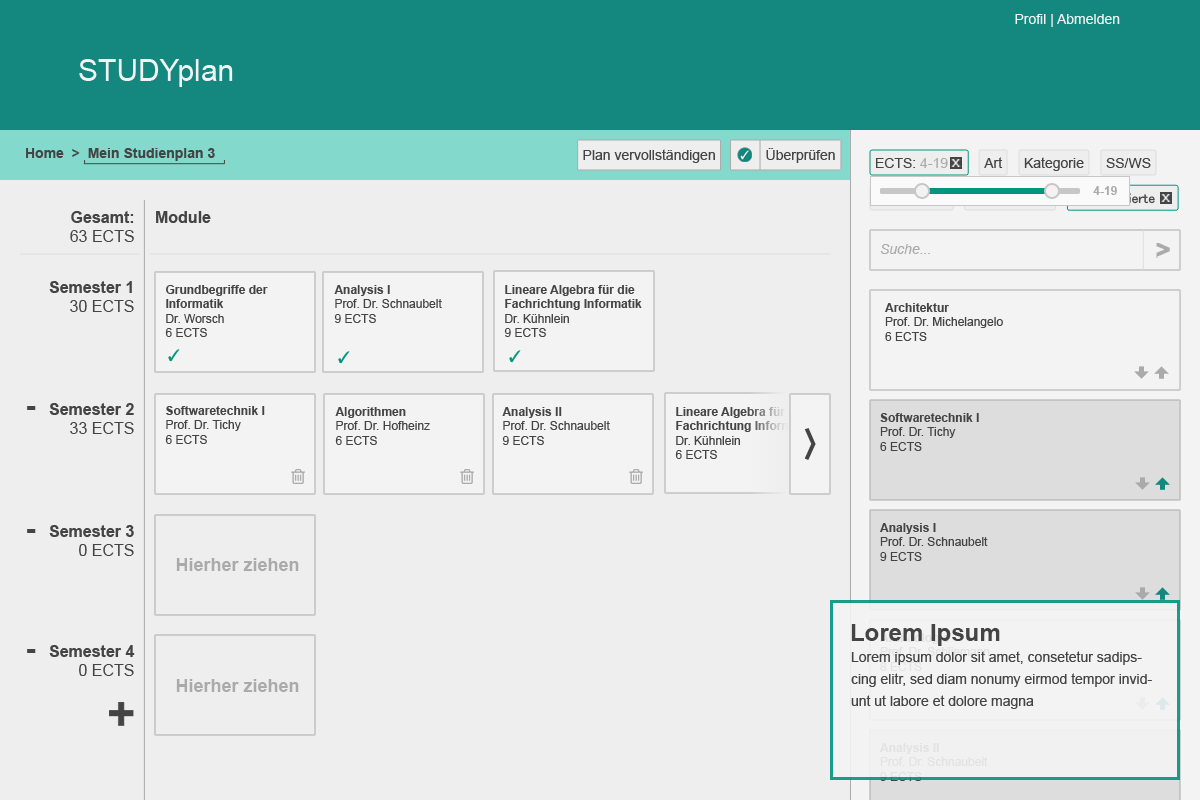 Profil | Abmelden
STUDYplan
Home > Mein Studienplan 3
Plan vervollständigen
Überprüfen
ECTS: 4-19
Art
Kategorie
SS/WS
4-19
Suche...
>
Gesamt:
63 ECTS
Module
Semester 1
30 ECTS
Grundbegriffe der
Informatik
Dr. Worsch
6 ECTS
✓
Analysis I
Prof. Dr. Schnaubelt
9 ECTS
✓
Lineare Algebra für die
Fachrichtung Informatik
Dr. Kühnlein
9 ECTS
✓
- Semester 2
33 ECTS
Softwaretechnik I
Prof. Dr. Tichy
6 ECTS
Algorithmen
Prof. Dr. Hofheinz
6 ECTS
Analysis II
Prof. Dr. Schnaubelt
9 ECTS
Lineare Algebra für
Fachrichtung Infor
Dr. Kühnlein
6 ECTS
- Semester 3
0 ECTS
Hierher ziehen
- Semester 4
0 ECTS
Hierher ziehen
+
Architektur
Prof. Dr. Michelangelo
6 ECTS
Softwaretechnik I
Prof. Dr. Tichy
6 ECTS
Analysis I
Prof. Dr. Schnaubelt
9 ECTS
Lorem Ipsum
Lorem ipsum dolor sit amet, consetetur sadips-
cing elitr, sed diam nonumy eirmod tempor invid-
unt ut labore et dolore magna
Analysis II
Prof. Dr. Schnaubelt
9 ECTS